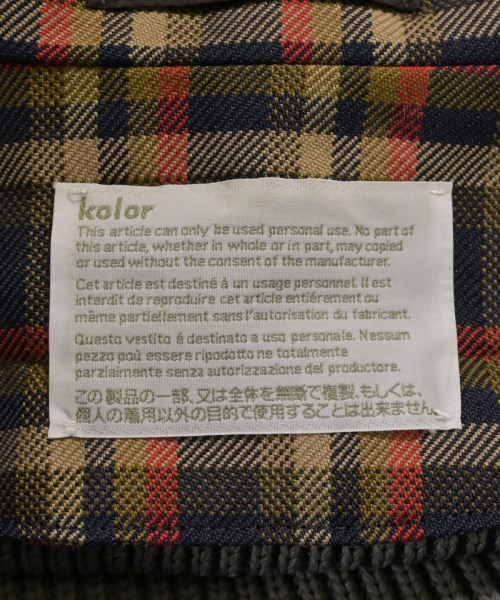 kolor
This article can only be used personal use. No part of
this article, whether in whole or in part, may copied
or used without the consent of the manufacturer.
Cet article est destiné à un usage personnel. Il est
interdit de reproduire cet article entiérement ou
même partiellement sans l'autorisation du fabricant.
Questo vestito é destinato a uso personale. Nessum
pezzo poù essere ripodotto ne totalmente
parzialmente senza autorizzazione del productore.
この製品の一部、又は全体を無断で複製、もしくは、
個人の着用以外の目的で使用することは出来ません。